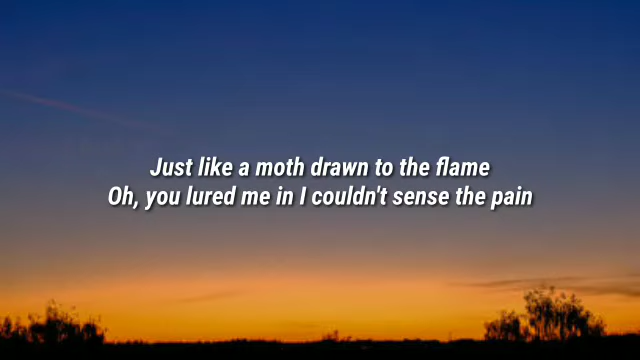 Just like a moth drawn to the flame
Oh, you lured me in I couldn't sense the pain